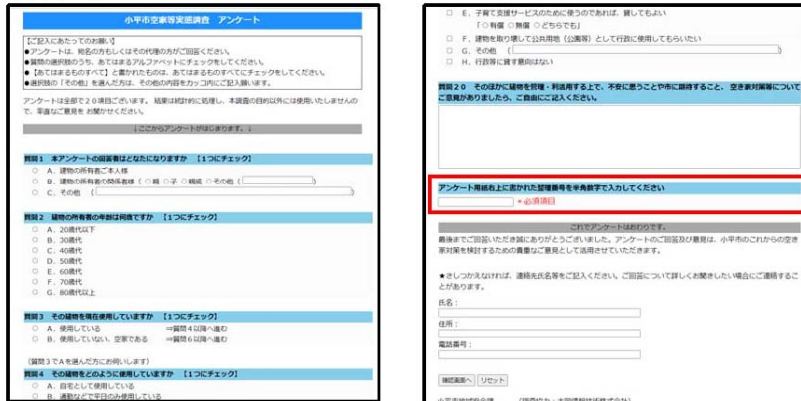 小平市空家等実態調査 アンケート
【ご記入にあたってのお願い】
●アンケートは、宛名の方もしくはその代理の方がご回答ください。
●質問の選択肢のうち、あてはまるアルファベットにチェックをしてください。
●【あてはまるものすべて】と書かれたものは、あてはまるものすべてにチェックをしてください。
●選択肢の「その他」を選んだ方は、その他の内容をカッコ内にご記入願います。
アンケートは全部で20項目ございます。 結果は統計的に処理し、本調査の目的以外には使用いたしませんの
で、率直なご意見を お聞かせください。
↓ここからアンケートがはじまります。↓
質問1 本アンケートの回答者はどなたになりますか 【1つにチェック】
A. 建物の所有者ご本人様
B. 建物の所有者の関係者様 ( ○親 ○子 ○親戚 ○その他 ( )
C. その他 ( )
質問2 建物の所有者の年齢は何歳ですか 【1つにチェック】
A. 20歳代以下
B. 30歳代
C. 40歳代
D. 50歳代
E. 60歳代
F. 70歳代
G. 80歳代以上
質問3 その建物を現在使用していますか 【1つにチェック】
A. 使用している ⇒質問4以降へ進む
B. 使用していない、空家である ⇒質問6以降へ進む
(質問3でAを選んだ方にお伺いします)
質問4 その建物をどのように使用していますか 【1つにチェック】
A. 自宅として使用している
B. 通勤などで平日のみ使用している
E. 子育て支援サービスのために使うのであれば、貸してもよい
「○有償 ○無償 ○どちらでも」
F. 建物を取り壊して公共用地(公園等)として行政に使用してもらいたい
G. その他 ( )
H. 行政等に貸す意向はない
質問20 そのほかに建物を管理・利活用する上で、不安に思うことや市に期待すること、 空き家対策等について
ご意見がありましたら、ご自由にご記入ください。
アンケート用紙右上に書かれた整理番号を半角数字で入力してください
*必須項目
これでアンケートはおわりです。
最後までご回答いただき誠にありがとうございました。アンケートのご回答及び意見は、小平市のこれからの空き
家対策を検討するための貴重なご意見として活用させていただきます。
★さしつかえなければ、連絡先氏名等をご記入ください。ご回答について詳しくお聞きしたい場合にご連絡するこ
とがあります。
氏名:
住所:
電話番号:
確認画面へ リセット